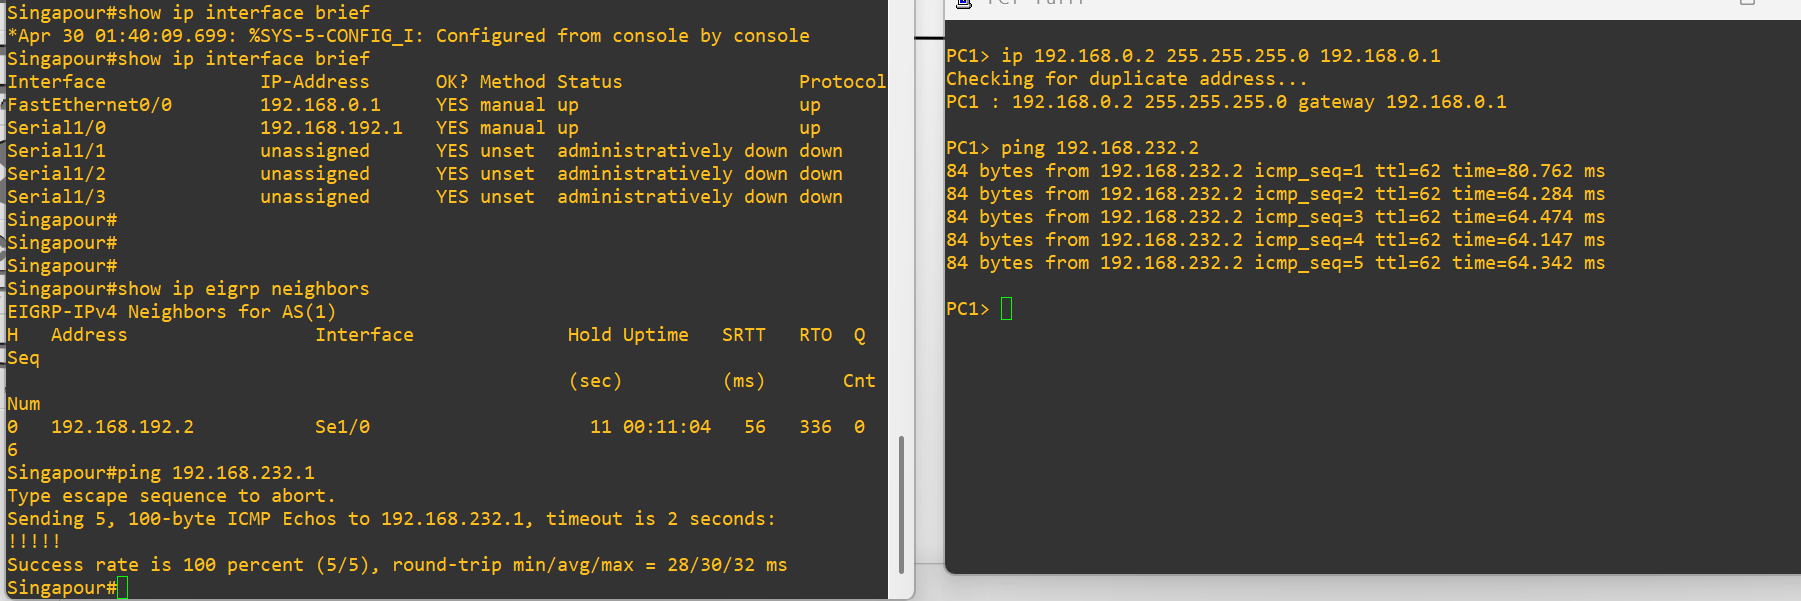 Singapour#show ip interface brief
*Apr 30 01:40:09.699: %SYS-5-CONFIG_I: Configured from console by console
Singapour#show ip interface brief
Interface                  IP-Address      OK? Method Status                Protocol
FastEthernet0/0            192.168.0.1     YES manual up                    up
Serial1/0                  192.168.192.1   YES manual up                    up
Serial1/1                  unassigned      YES unset  administratively down down
Serial1/2                  unassigned      YES unset  administratively down down
Serial1/3                  unassigned      YES unset  administratively down down
Singapour#
Singapour#
Singapour#
Singapour#show ip eigrp neighbors
EIGRP-IPv4 Neighbors for AS(1)
H   Address                 Interface              Hold Uptime   SRTT   RTO  Q
Seq
                                                   (sec)         (ms)       Cnt
Num
0   192.168.192.2           Se1/0                    11 00:11:04   56   336  0
6
Singapour#ping 192.168.232.1
Type escape sequence to abort.
Sending 5, 100-byte ICMP Echos to 192.168.232.1, timeout is 2 seconds:
!!!!!
Success rate is 100 percent (5/5), round-trip min/avg/max = 28/30/32 ms
Singapour#
PC1> ip 192.168.0.2 255.255.255.0 192.168.0.1
Checking for duplicate address...
PC1 : 192.168.0.2 255.255.255.0 gateway 192.168.0.1
PC1> ping 192.168.232.2
84 bytes from 192.168.232.2 icmp_seq=1 ttl=62 time=80.762 ms
84 bytes from 192.168.232.2 icmp_seq=2 ttl=62 time=64.284 ms
84 bytes from 192.168.232.2 icmp_seq=3 ttl=62 time=64.474 ms
84 bytes from 192.168.232.2 icmp_seq=4 ttl=62 time=64.147 ms
84 bytes from 192.168.232.2 icmp_seq=5 ttl=62 time=64.342 ms
PC1>